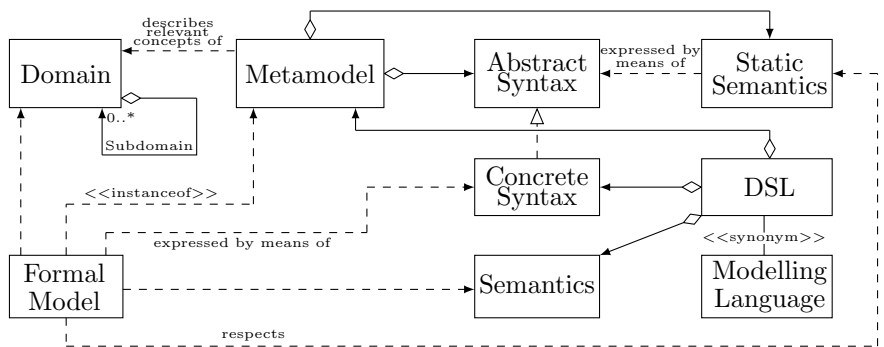 describes
relevant
concepts of
Domain
Metamodel
Abstract
Syntax
expressed by
means of
Static
Semantics
0..*
Subdomain
<<instanceof>>
Concrete
Syntax
DSL
expressed by means of
<<synonym>>
Formal
Model
Semantics
Modelling
Language
respects